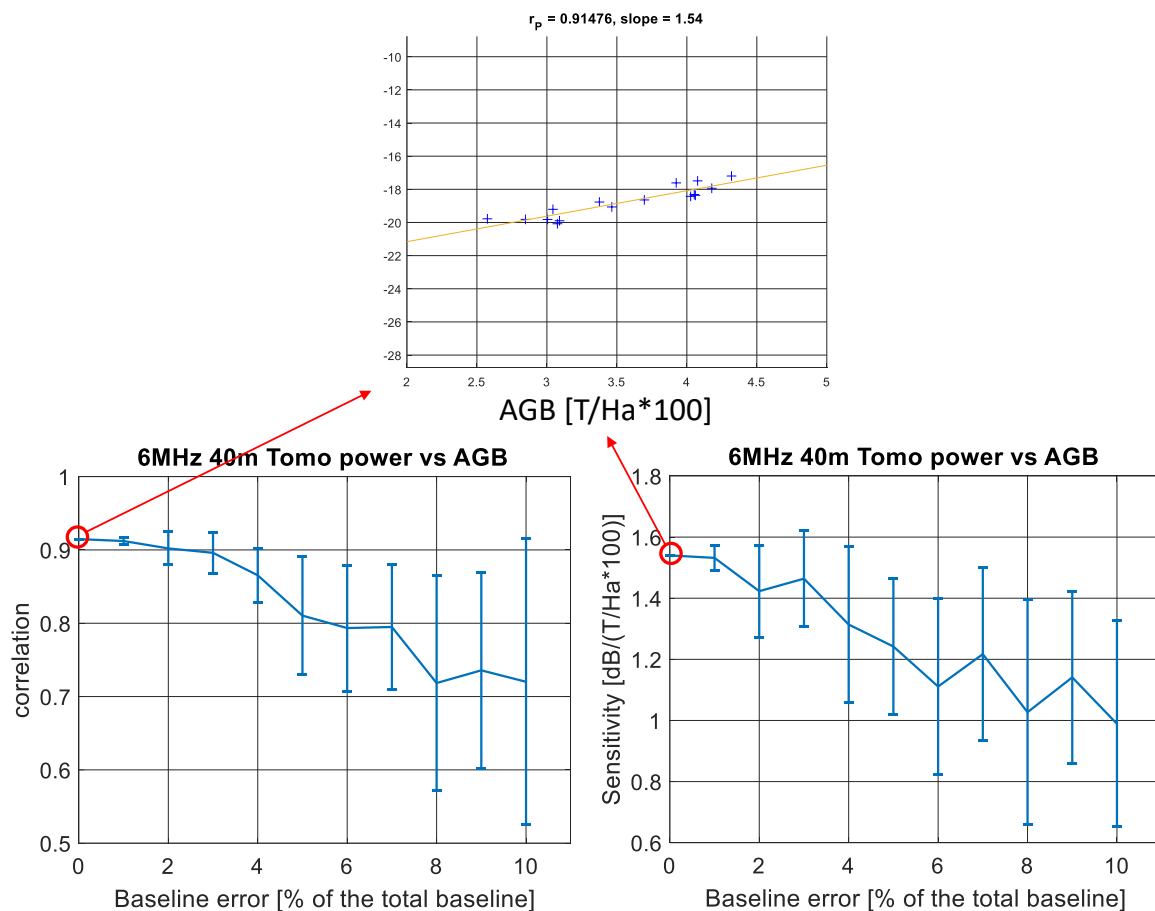 r_P = 0.91476, slope = 1.54
-10
-12
-14
-16
-18
-20
-22
-24
-26
-28
2 2.5 3 3.5 4 4.5 5
AGB [T/Ha*100]
6MHz 40m Tomo power vs AGB
correlation
1
0.9
0.8
0.7
0.6
0.5
0 2 4 6 8 10
Baseline error [% of the total baseline]
6MHz 40m Tomo power vs AGB
Sensitivity [dB/(T/Ha*100)]
1.8
1.6
1.4
1.2
1
0.8
0.6
0 2 4 6 8 10
Baseline error [% of the total baseline]